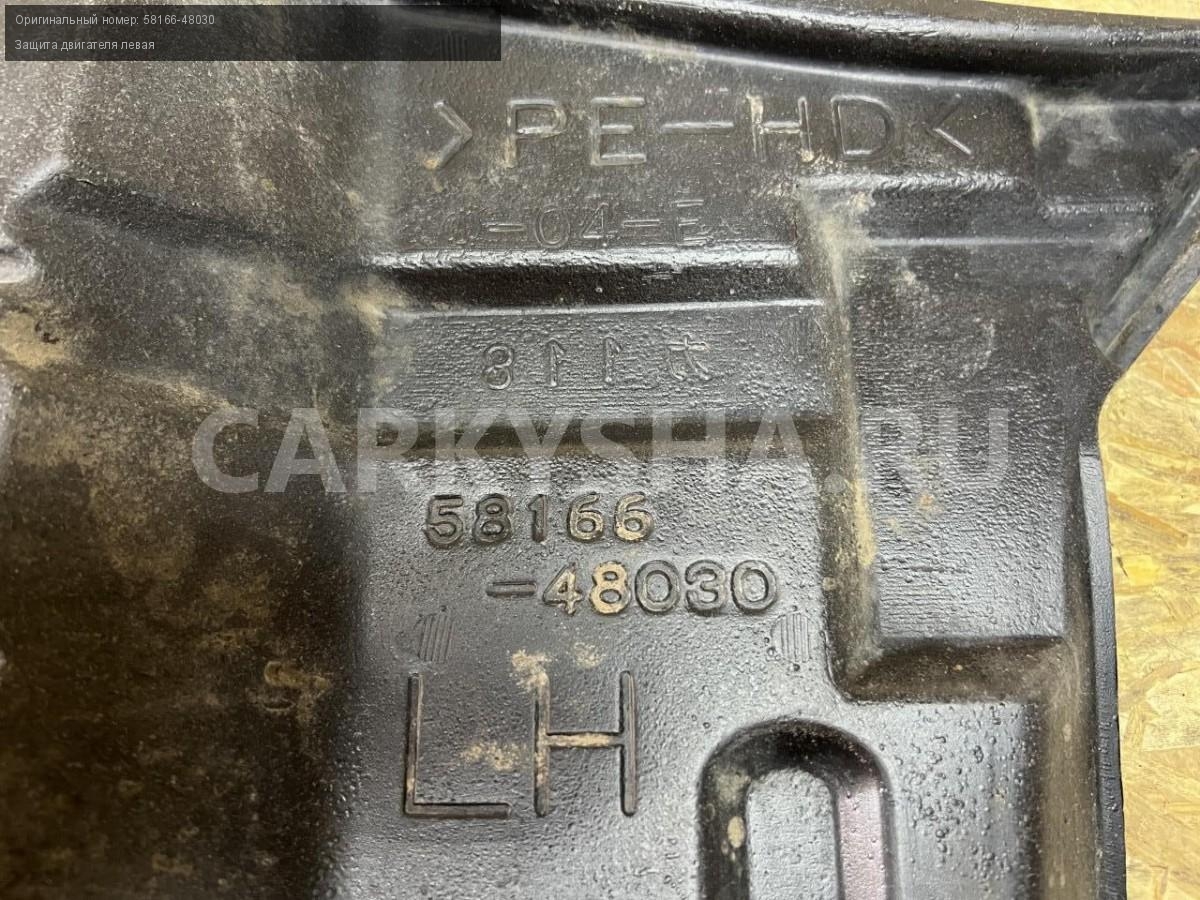 Оригинальный номер: 58166-48030
Защита двигателя левая
>PE-HD<
-04-E
CARKYSHA.RU
58166
-48030
LH